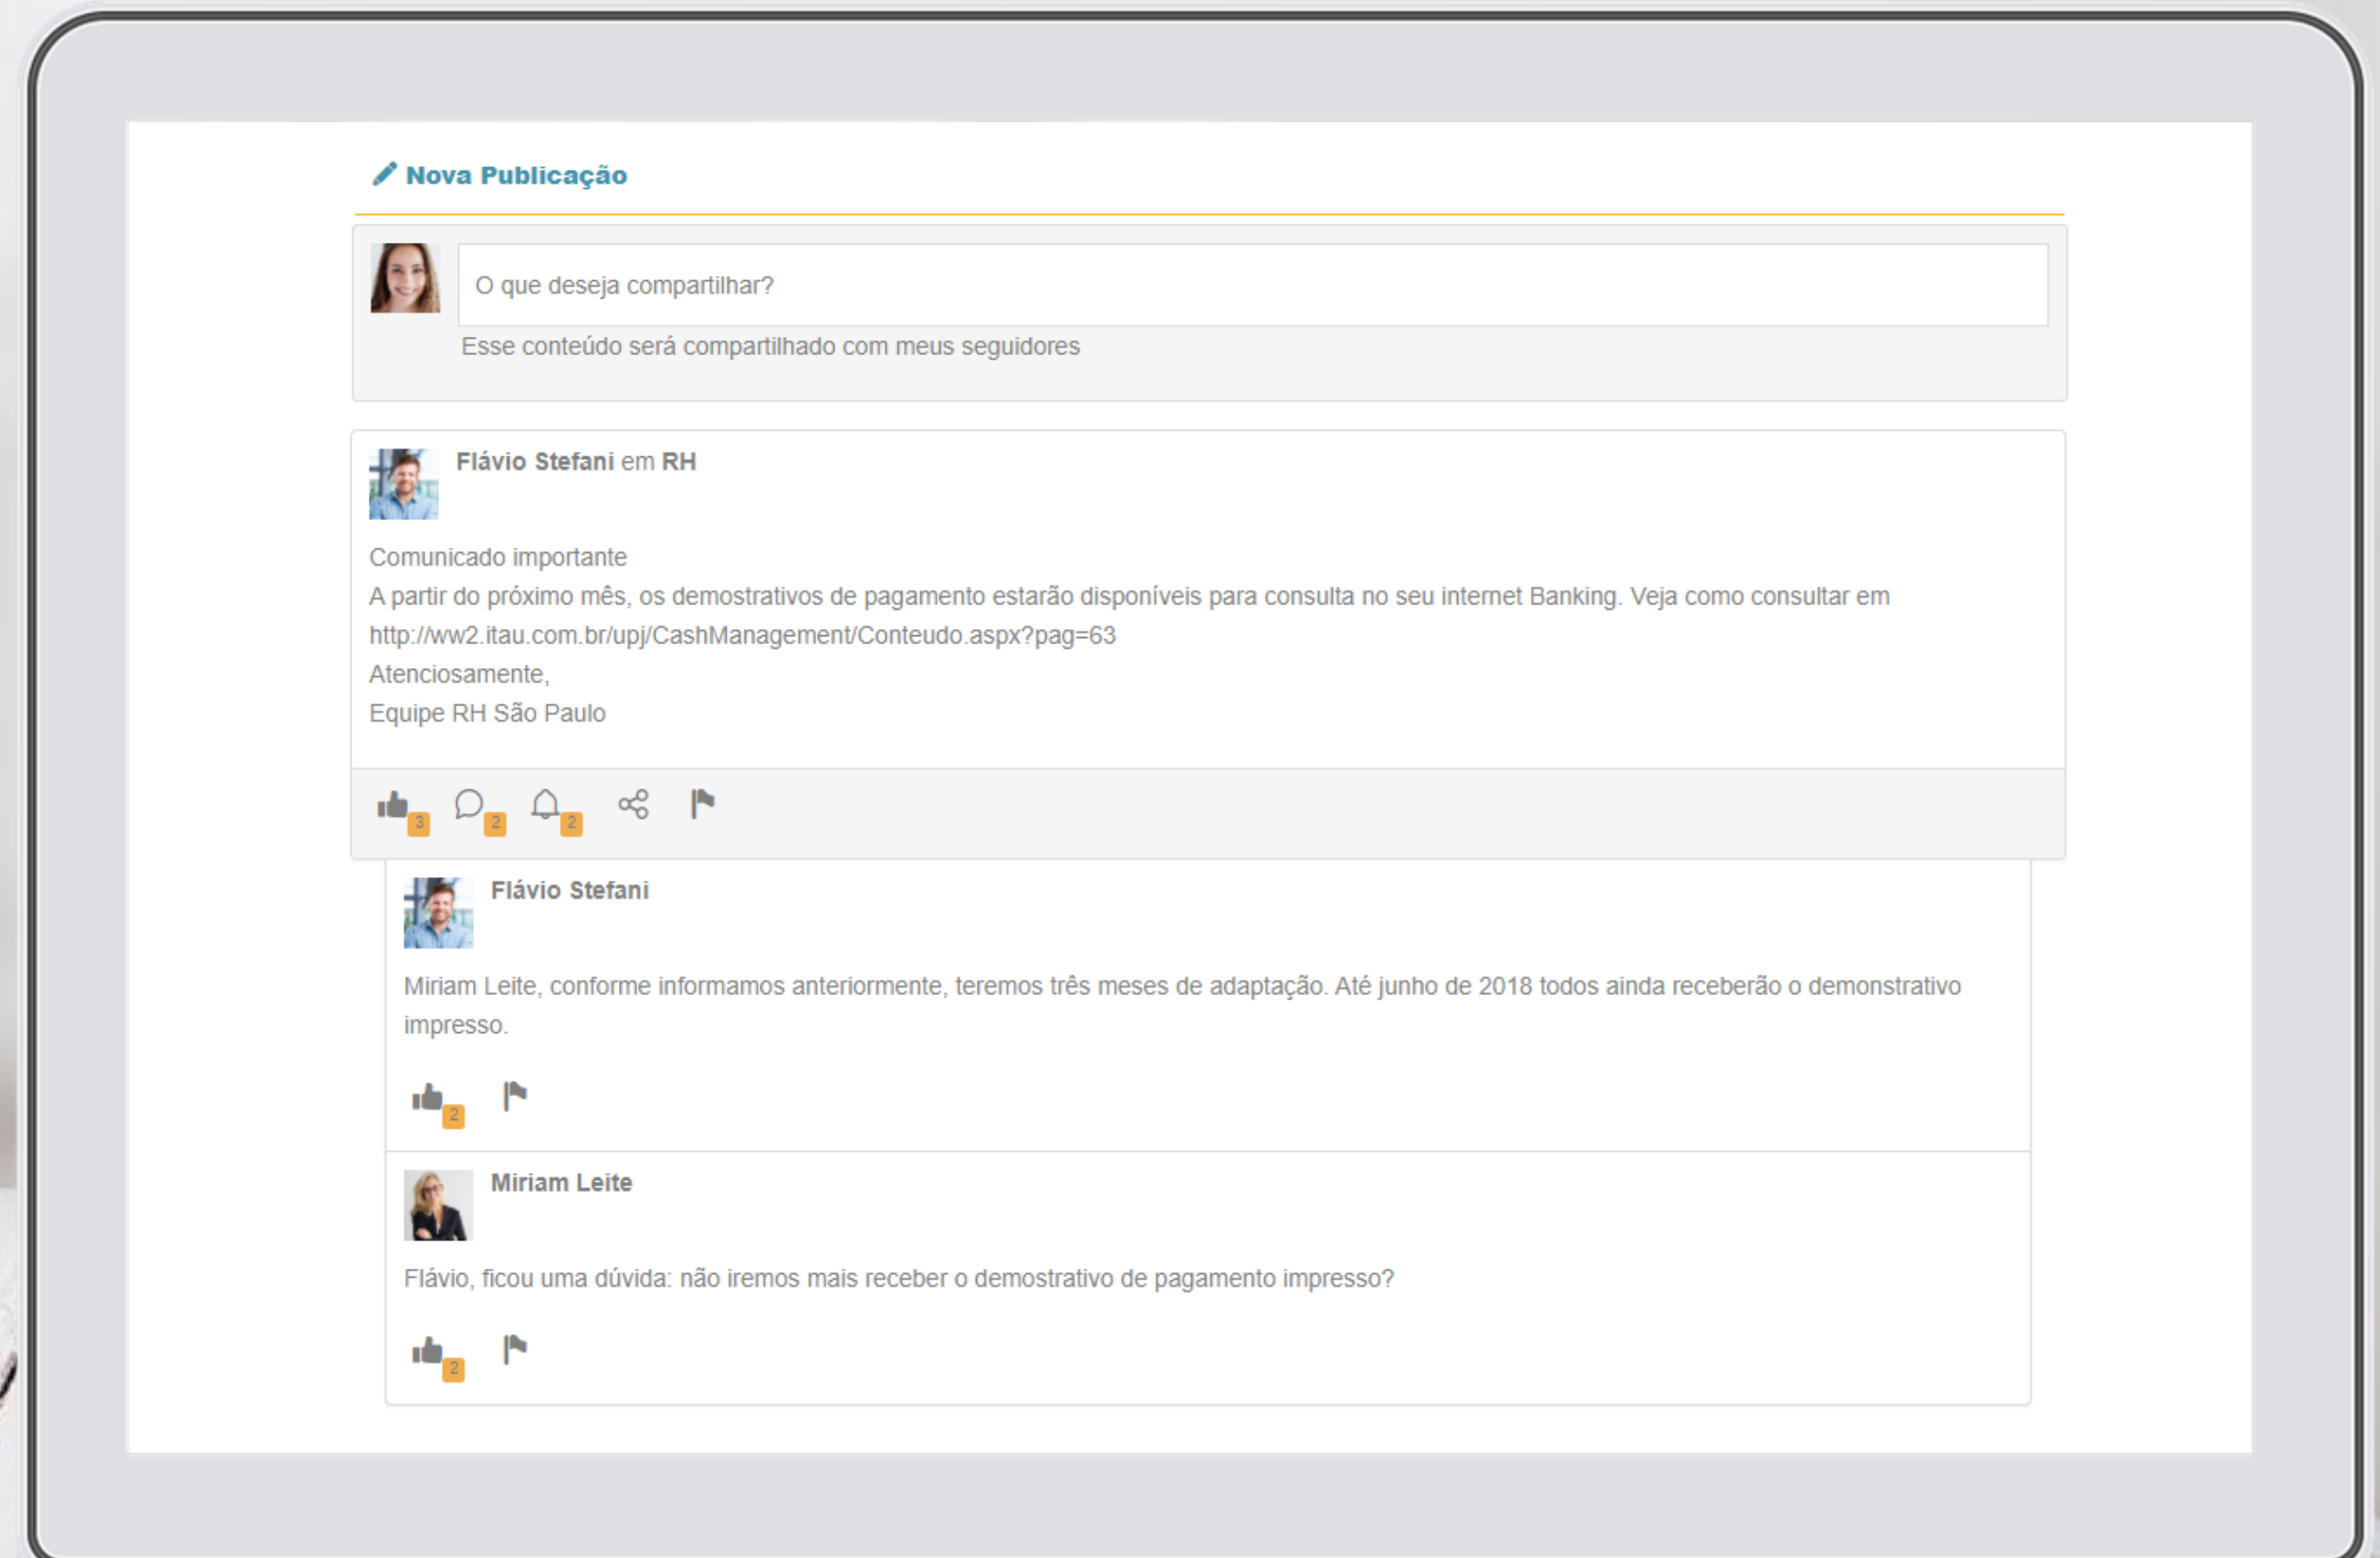 Nova Publicação
O que deseja compartilhar?
Esse conteúdo será compartilhado com meus seguidores
Flávio Stefani em RH
Comunicado importante
A partir do próximo mês, os demostrativos de pagamento estarão disponíveis para consulta no seu internet Banking. Veja como consultar em
http://ww2.itau.com.br/upj/CashManagement/Conteudo.aspx?pag=63
Atenciosamente,
Equipe RH São Paulo
3 2 2
Flávio Stefani
Miriam Leite, conforme informamos anteriormente, teremos três meses de adaptação. Até junho de 2018 todos ainda receberão o demonstrativo
impresso.
2
Miriam Leite
Flávio, ficou uma dúvida: não iremos mais receber o demostrativo de pagamento impresso?
2